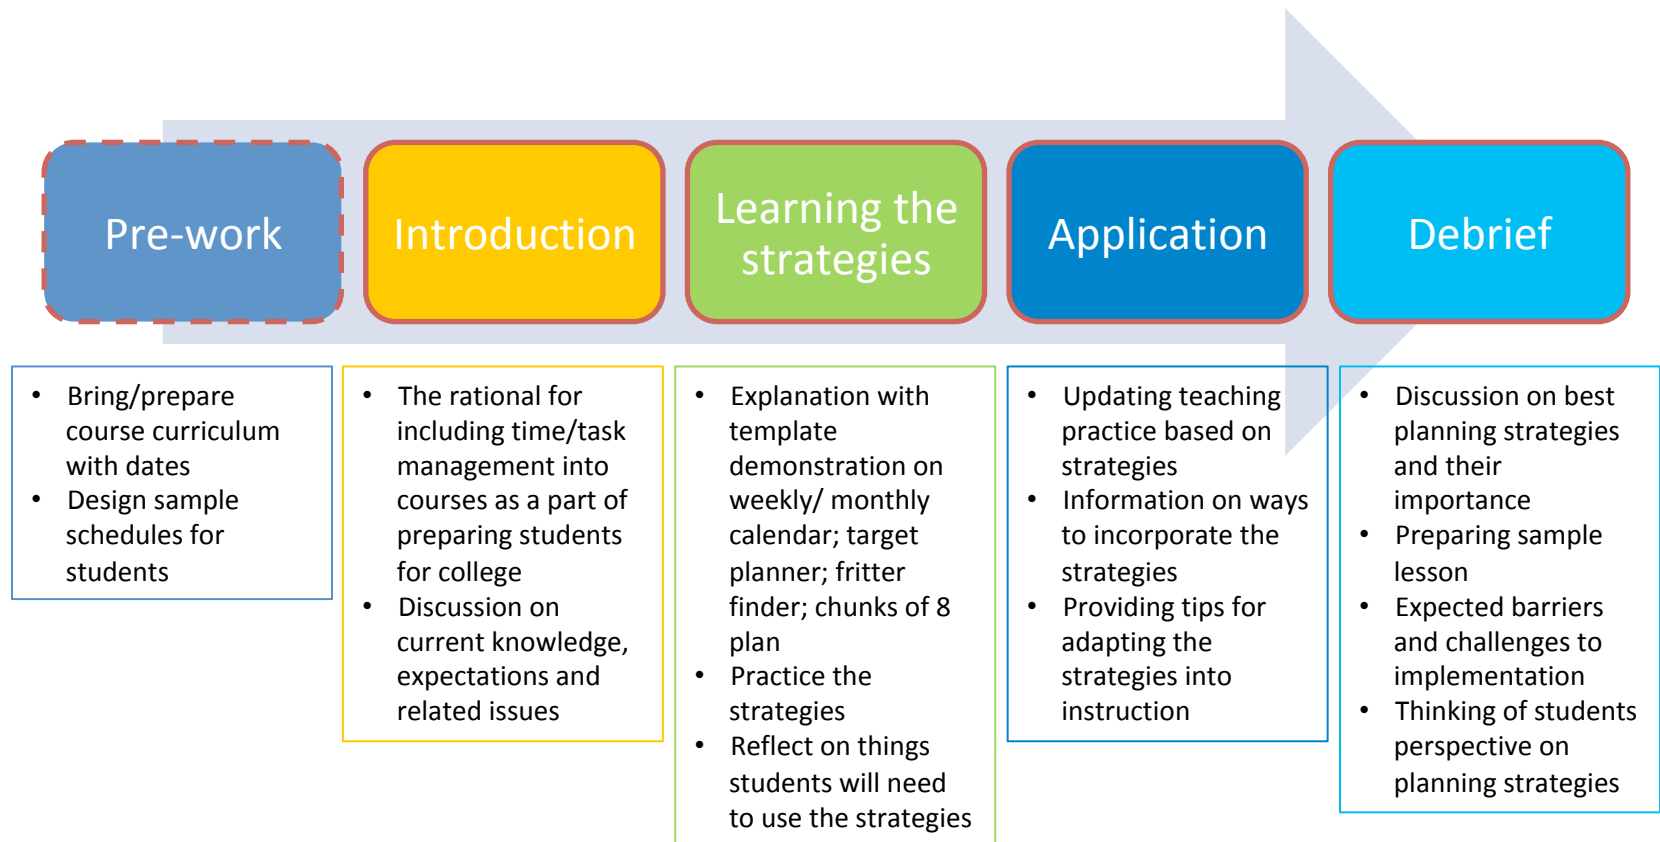 Pre-work
Introduction
Learning the
strategies
Application
Debrief
• Bring/prepare
course curriculum
with dates
• Design sample
schedules for
students
• The rational for
including time/task
management into
courses as a part of
preparing students
for college
• Discussion on
current knowledge,
expectations and
related issues
• Explanation with
template
demonstration on
weekly/ monthly
calendar; target
planner; fritter
finder; chunks of 8
plan
• Practice the
strategies
• Reflect on things
students will need
to use the strategies
• Updating teaching
practice based on
strategies
• Information on ways
to incorporate the
strategies
• Providing tips for
adapting the
strategies into
instruction
• Discussion on best
planning strategies
and their
importance
• Preparing sample
lesson
• Expected barriers
and challenges to
implementation
• Thinking of students
perspective on
planning strategies